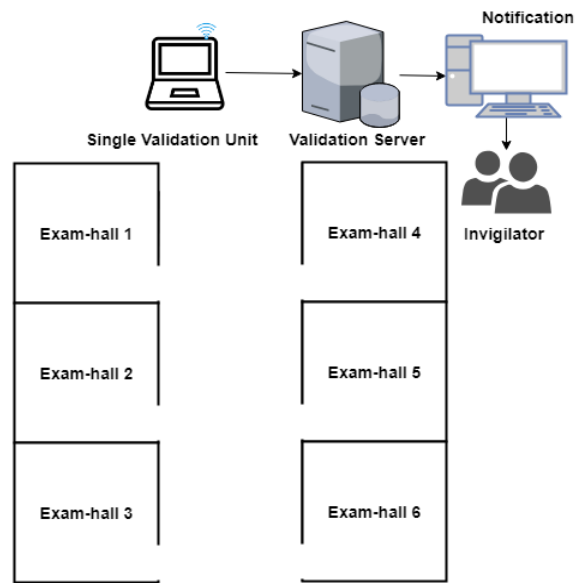 Notification
Single Validation Unit
Validation Server
Invigilator
Exam-hall 1
Exam-hall 4
Exam-hall 2
Exam-hall 5
Exam-hall 3
Exam-hall 6